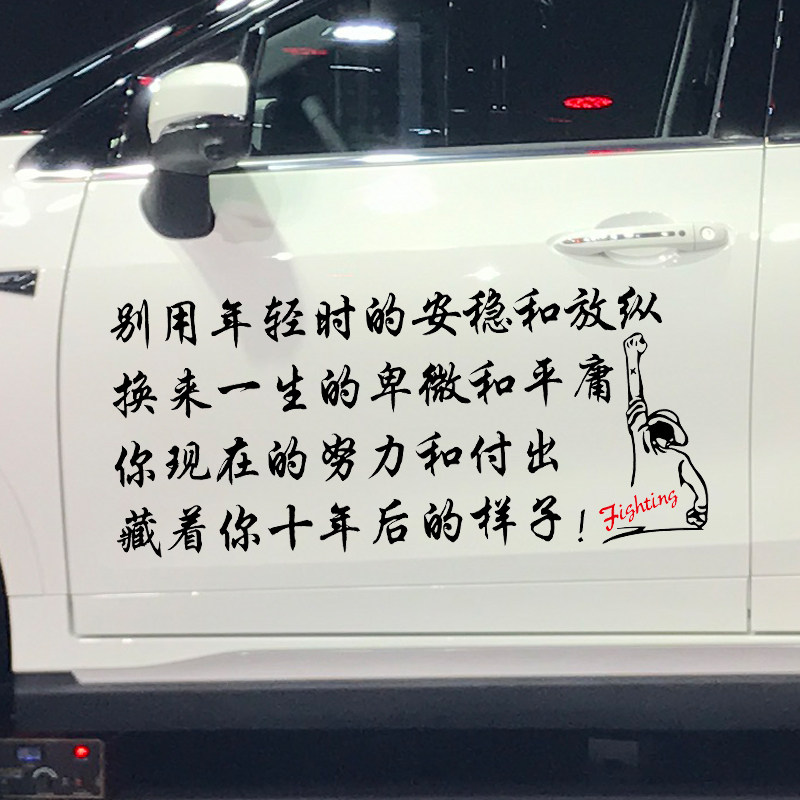 别用年轻时的安稳和放纵
换来一生的卑微和平庸
你现在的努力和付出
藏着你十年后的样子！
Fighting